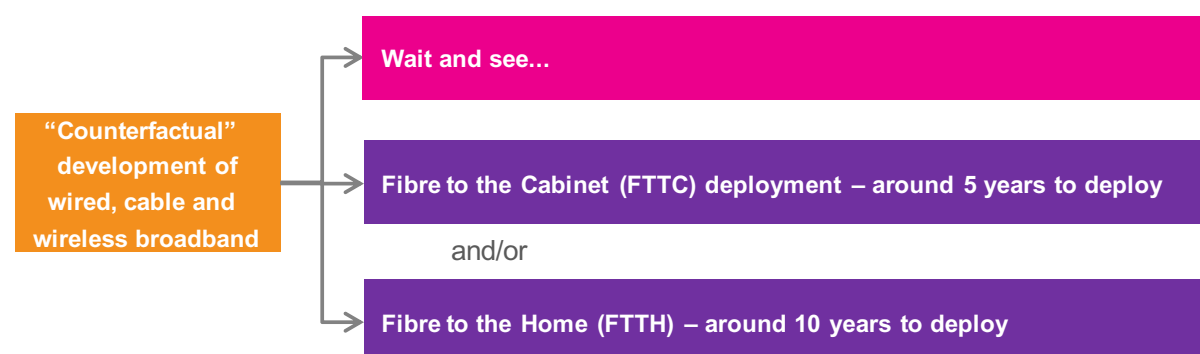 Wait and see...
“Counterfactual”
development of
wired, cable and
wireless broadband
Fibre to the Cabinet (FTTC) deployment – around 5 years to deploy
and/or
Fibre to the Home (FTTH) – around 10 years to deploy